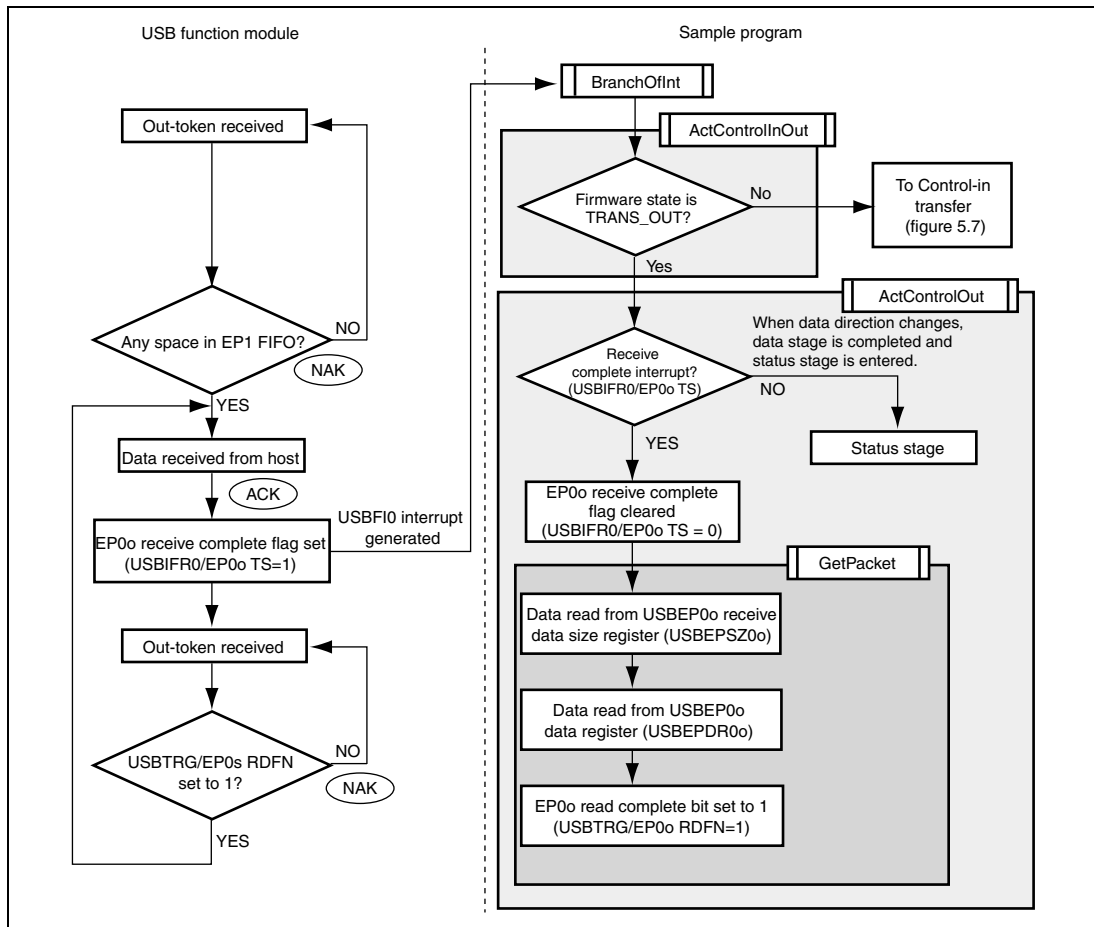 USB function module
Out-token received
Any space in EP1 FIFO?
NO
NAK
YES
Data received from host
ACK
EP0o receive complete flag set
(USBIFR0/EP0o TS=1)
USBFI0 interrupt
generated
Out-token received
USBTRG/EP0s RDFN
set to 1?
NO
NAK
YES
Sample program
BranchOfInt
ActControlInOut
Firmware state is
TRANS_OUT?
No
To Control-in
transfer
(figure 5.7)
Yes
ActControlOut
When data direction changes,
data stage is completed and
status stage is entered.
Receive
complete interrupt?
(USBIFR0/EP0o TS)
NO
Status stage
YES
EP0o receive complete
flag cleared
(USBIFR0/EP0o TS = 0)
GetPacket
Data read from USBEP0o receive
data size register (USBEPSZ0o)
Data read from USBEP0o
data register (USBEPDR0o)
EP0o read complete bit set to 1
(USBTRG/EP0o RDFN=1)